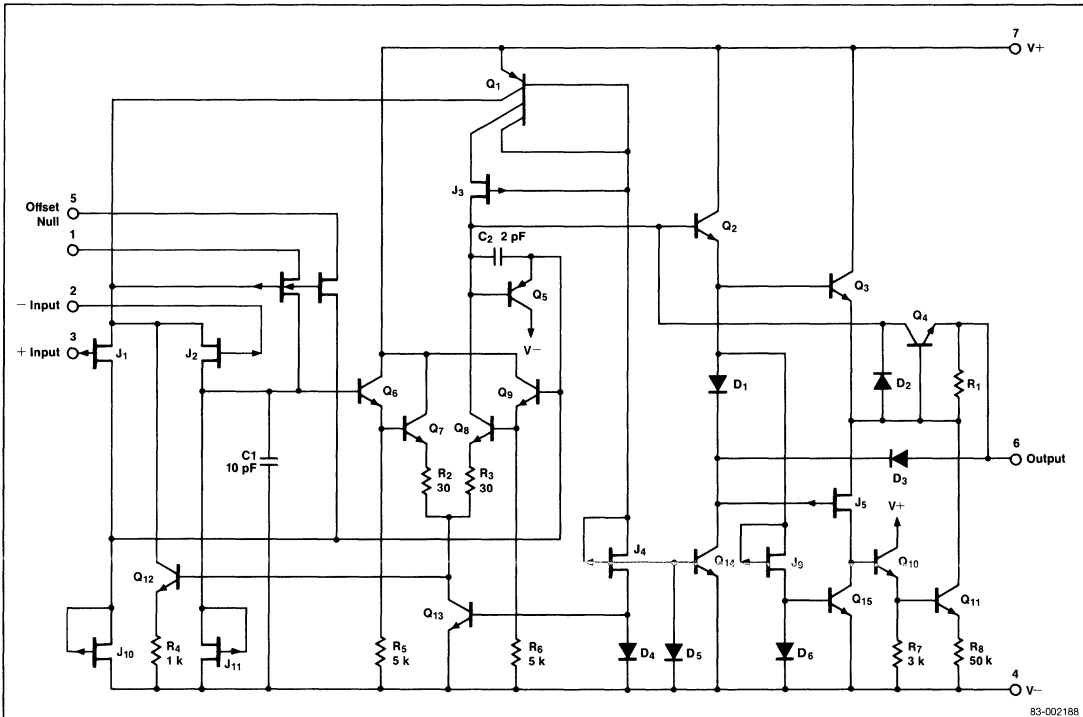 7
V+
Q1
J3
5
Offset
Null
1
2
− Input
3
+ Input
J1
J2
C2 2 pF
Q5
V−
Q2
Q3
Q4
D1
D2
R1
6
Output
D3
Q6
Q7
Q8
Q9
C1
10 pF
R2
30
R3
30
J5
V+
J4
Q14
J9
Q10
Q12
Q13
Q15
Q11
J10
R4
1 k
J11
R5
5 k
R6
5 k
D4
D5
D6
R7
3 k
R8
50 k
4
V−
83-002188